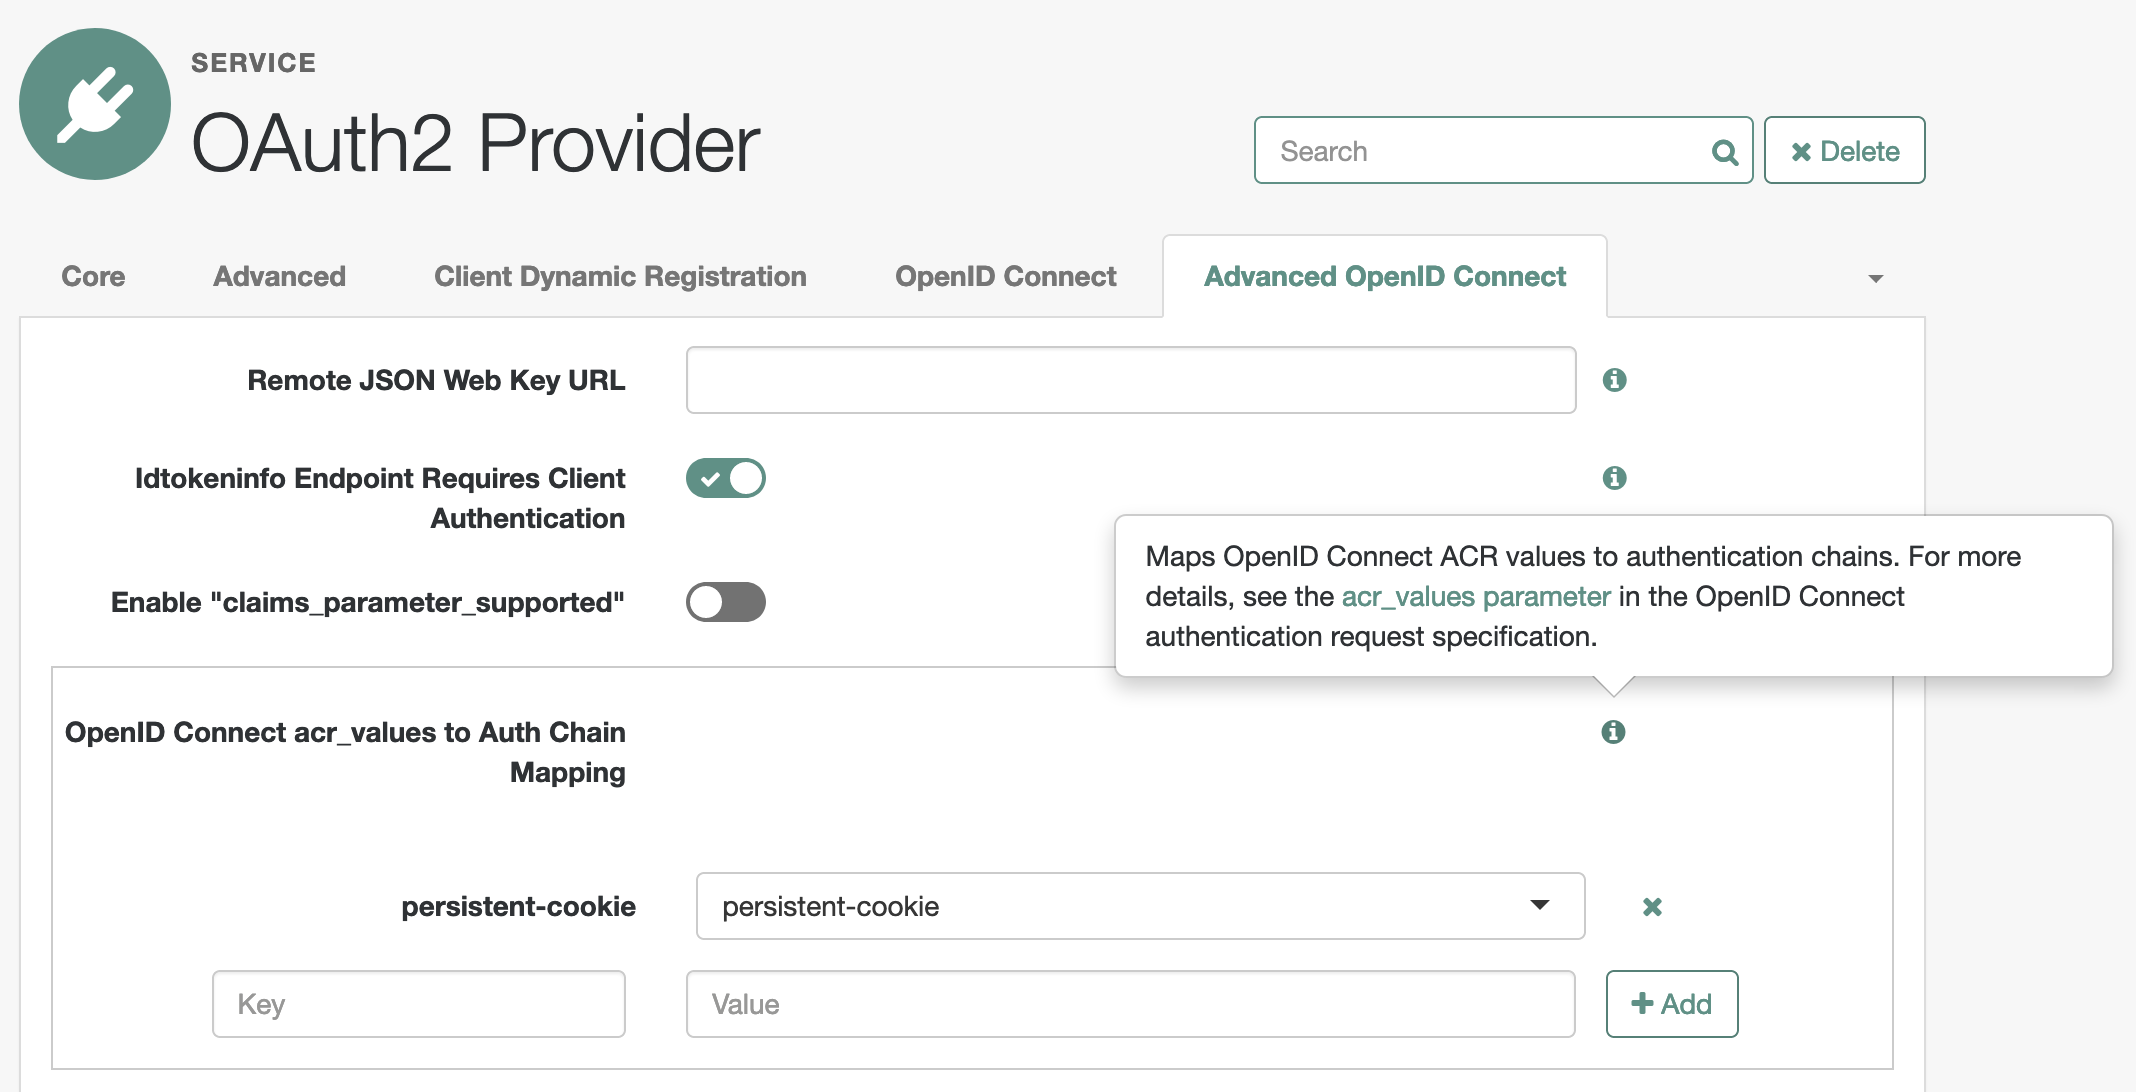 SERVICE
OAuth2 Provider
Search
Delete
Core
Advanced
Client Dynamic Registration
OpenID Connect
Advanced OpenID Connect
Remote JSON Web Key URL
Idtokeninfo Endpoint Requires Client
Authentication
Enable "claims_parameter_supported"
Maps OpenID Connect ACR values to authentication chains. For more
details, see the acr_values parameter in the OpenID Connect
authentication request specification.
OpenID Connect acr_values to Auth Chain
Mapping
persistent-cookie
persistent-cookie
Key
Value
Add